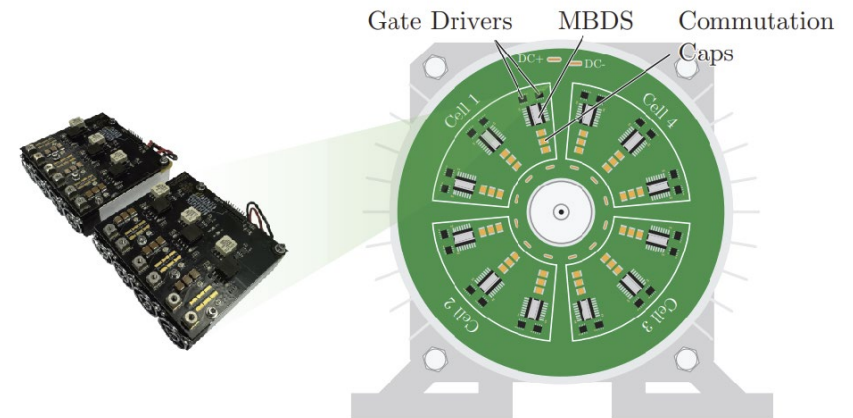 Gate Drivers
MBDS
Commutation
Caps
DC+
DC-
Cell 1
Cell 4
Cell 2
Cell 3